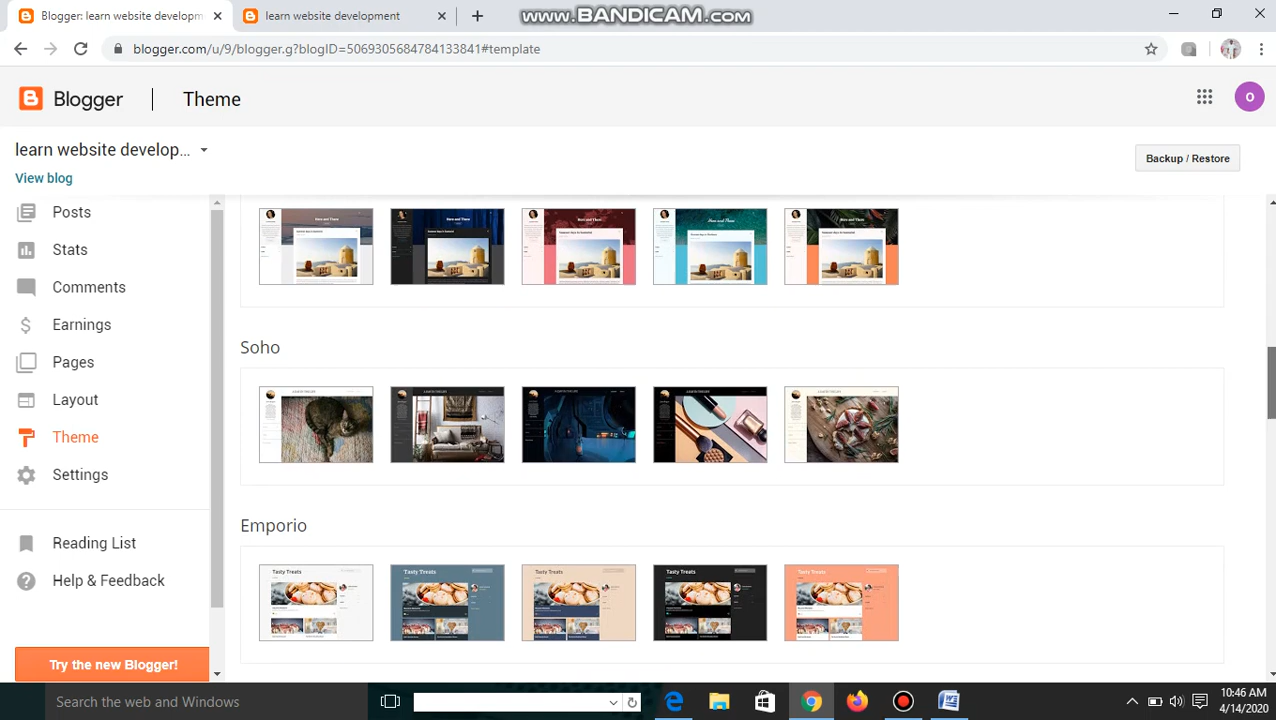 Blogger: learn website developm
learn website development
www.BANDICAM.com
blogger.com/u/9/blogger.g?blogID=5069305684784133841#template
Blogger
Theme
o
learn website develop...
View blog
Backup / Restore
Posts
Stats
Comments
Earnings
Pages
Layout
Theme
Settings
Reading List
Help & Feedback
Try the new Blogger!
Soho
Emporio
Tasty Treats
Tasty Treats
Tasty Treats
Tasty Treats
Tasty Treats
Search the web and Windows
10:46 AM
4/14/2020